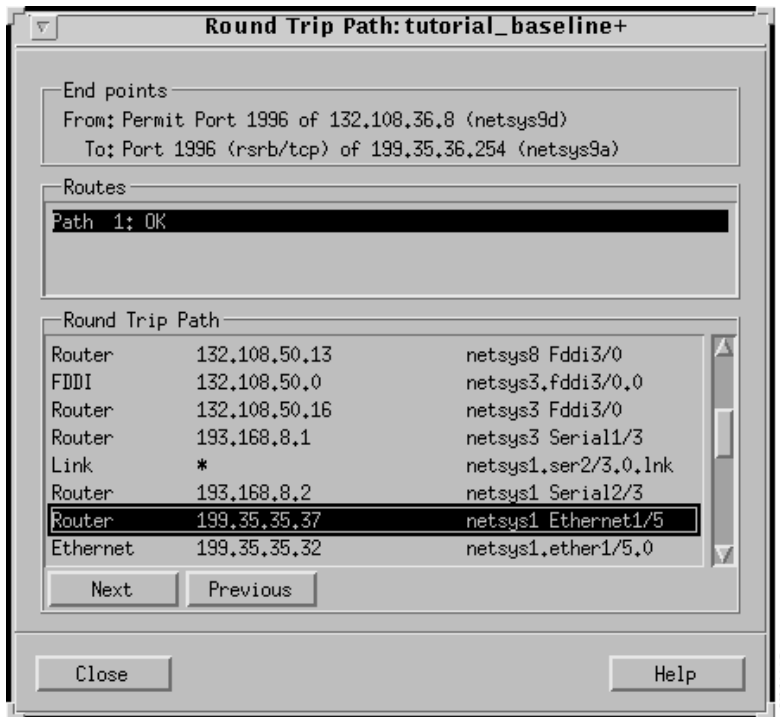 Round Trip Path: tutorial_baseline+
End points
From: Permit Port 1996 of 132.108.36.8 (netsys9d)
To: Port 1996 (rsrb/tcp) of 199.35.36.254 (netsys9a)
Routes
Path 1: OK
Round Trip Path
Router 132.108.50.13 netsys8 Fddi3/0
FDDI 132.108.50.0 netsys3.fddi3/0.0
Router 132.108.50.16 netsys3 Fddi3/0
Router 193.168.8.1 netsys3 Serial1/3
Link * netsys1.ser2/3.0.lnk
Router 193.168.8.2 netsys1 Serial2/3
Router 199.35.35.37 netsys1 Ethernet1/5
Ethernet 199.35.35.32 netsys1.ether1/5.0
Next Previous
Close Help